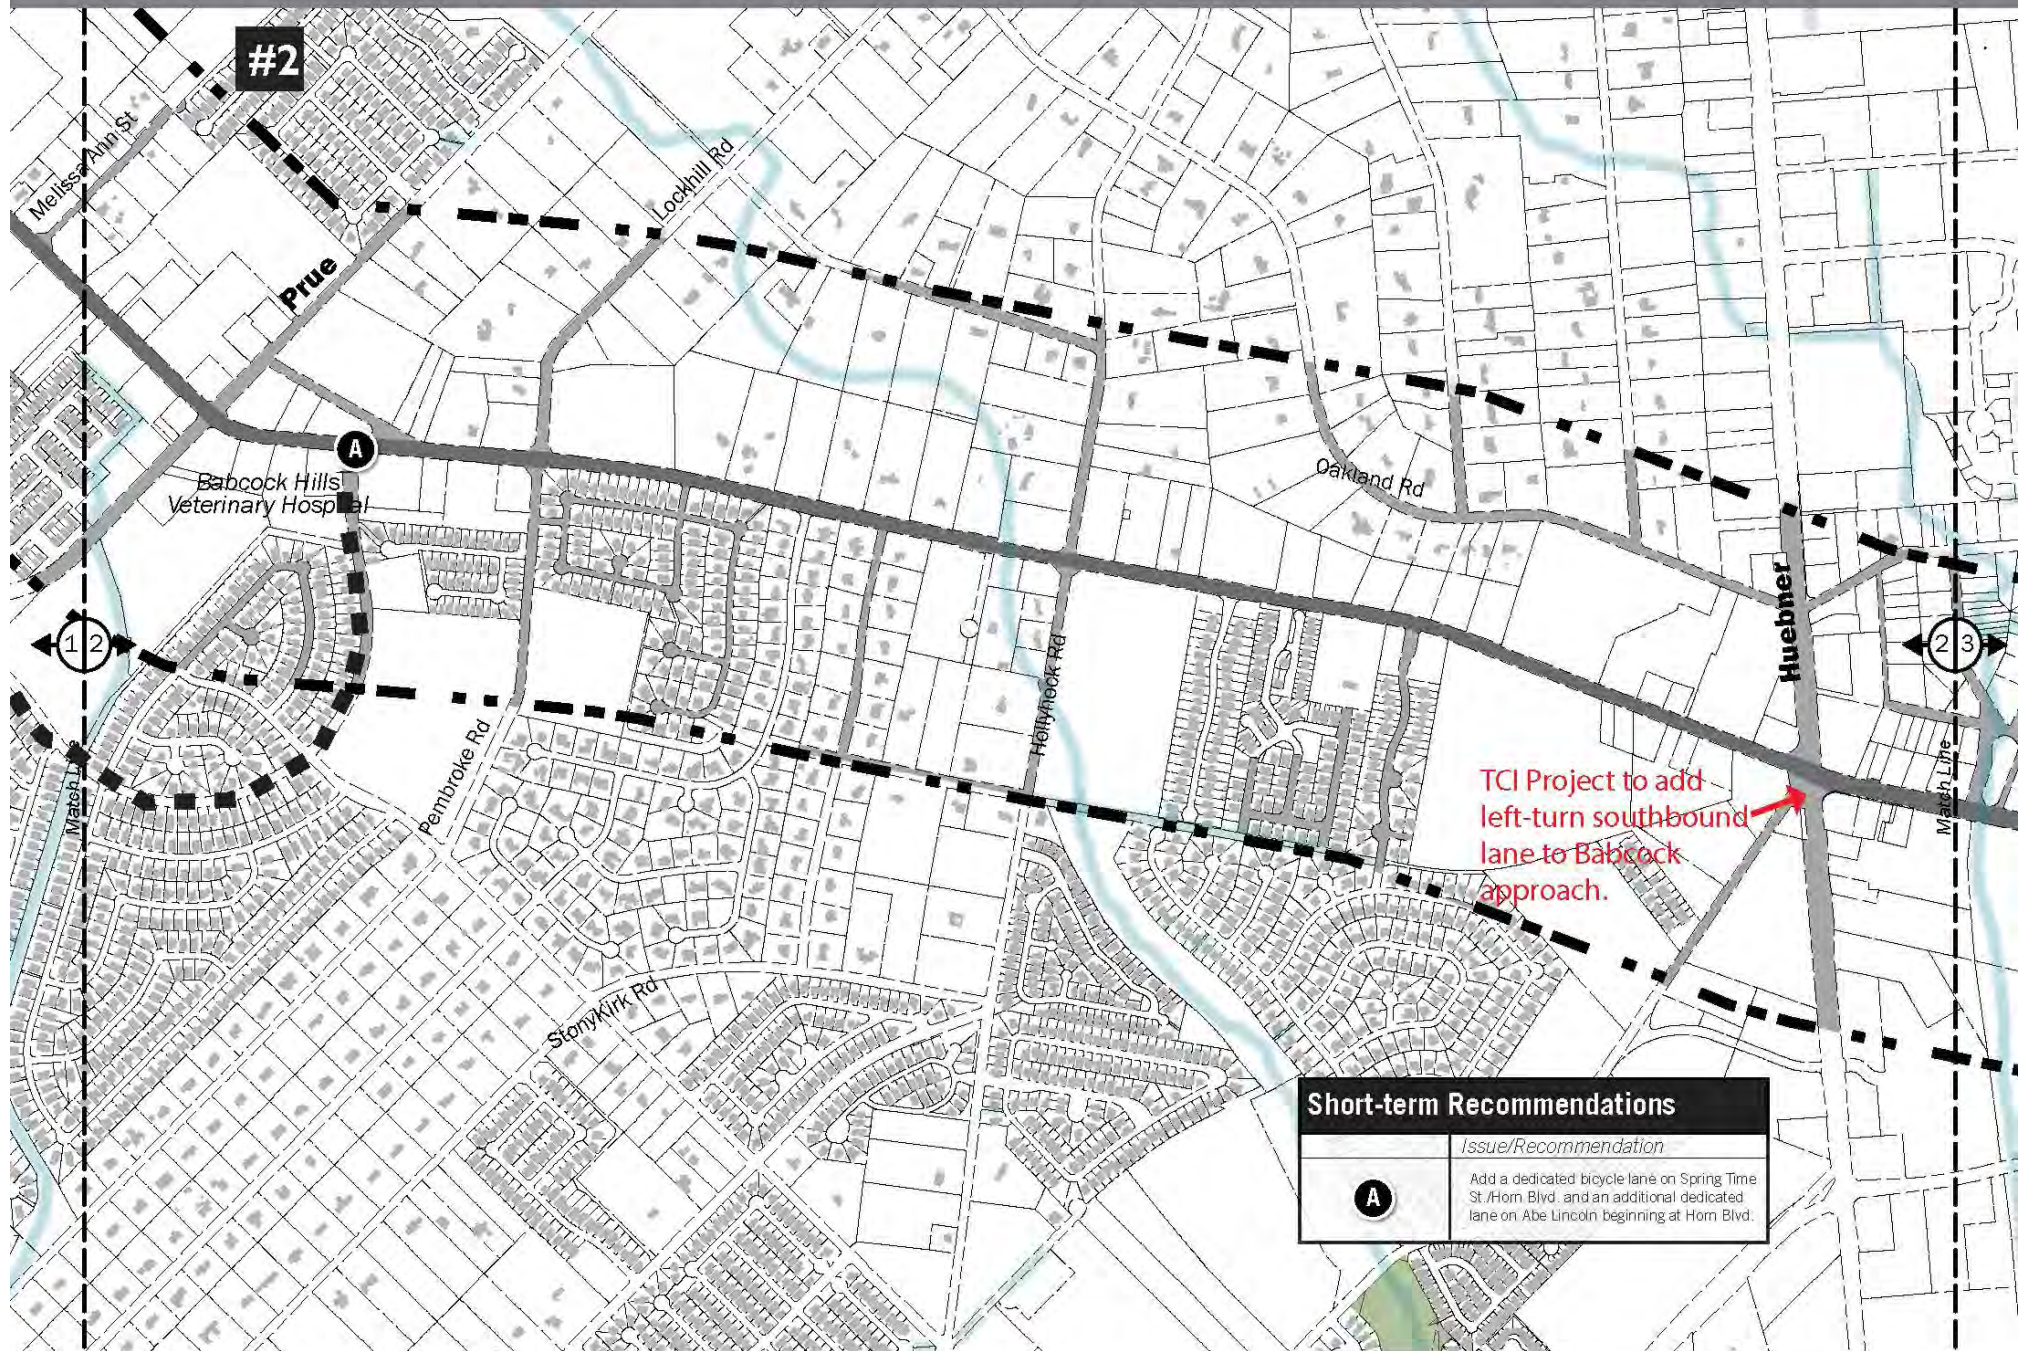 #2
Melissa Ann St
Lockhill Rd
Prue
A
Babcock Hills
Veterinary Hospital
Oakland Rd
Huebner
1 2
2 3
Hollyhock Rd
Pembroke Rd
Match Line
Match Line
TCI Project to add
left-turn southbound
lane to Babcock
approach.
StonyKirk Rd
Short-term Recommendations
Issue/Recommendation
A
Add a dedicated bicycle lane on Spring Time
St./Horn Blvd. and an additional dedicated
lane on Abe Lincoln beginning at Horn Blvd.